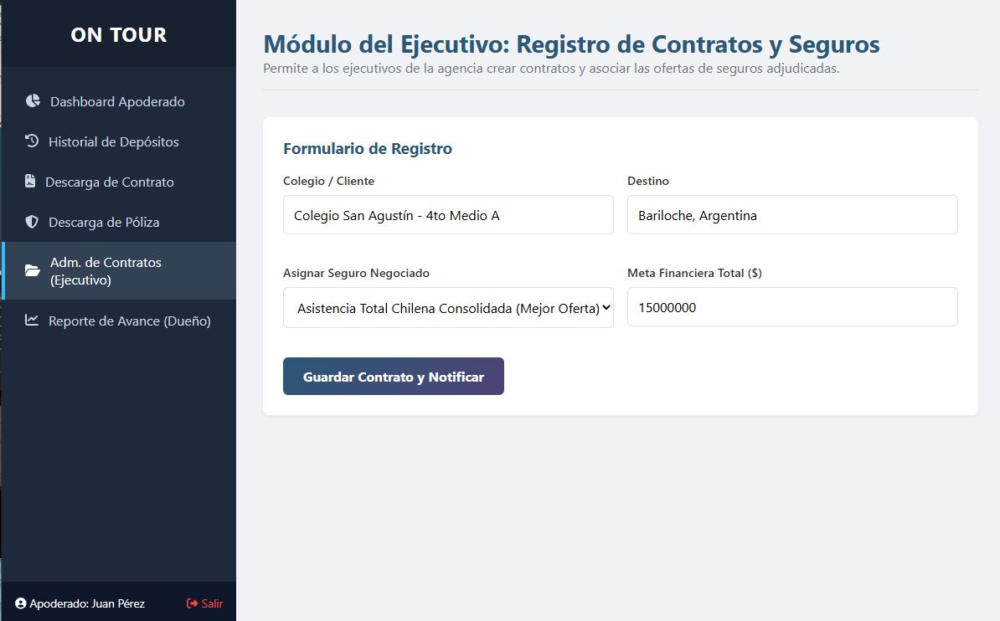 ON TOUR
Dashboard Apoderado
Historial de Depósitos
Descarga de Contrato
Descarga de Póliza
Adm. de Contratos
(Ejecutivo)
Reporte de Avance (Dueño)
Apoderado: Juan Pérez
Salir
Módulo del Ejecutivo: Registro de Contratos y Seguros
Permite a los ejecutivos de la agencia crear contratos y asociar las ofertas de seguros adjudicadas.
Formulario de Registro
Colegio / Cliente
Colegio San Agustín - 4to Medio A
Destino
Bariloche, Argentina
Asignar Seguro Negociado
Asistencia Total Chilena Consolidada (Mejor Oferta)
Meta Financiera Total ($)
15000000
Guardar Contrato y Notificar